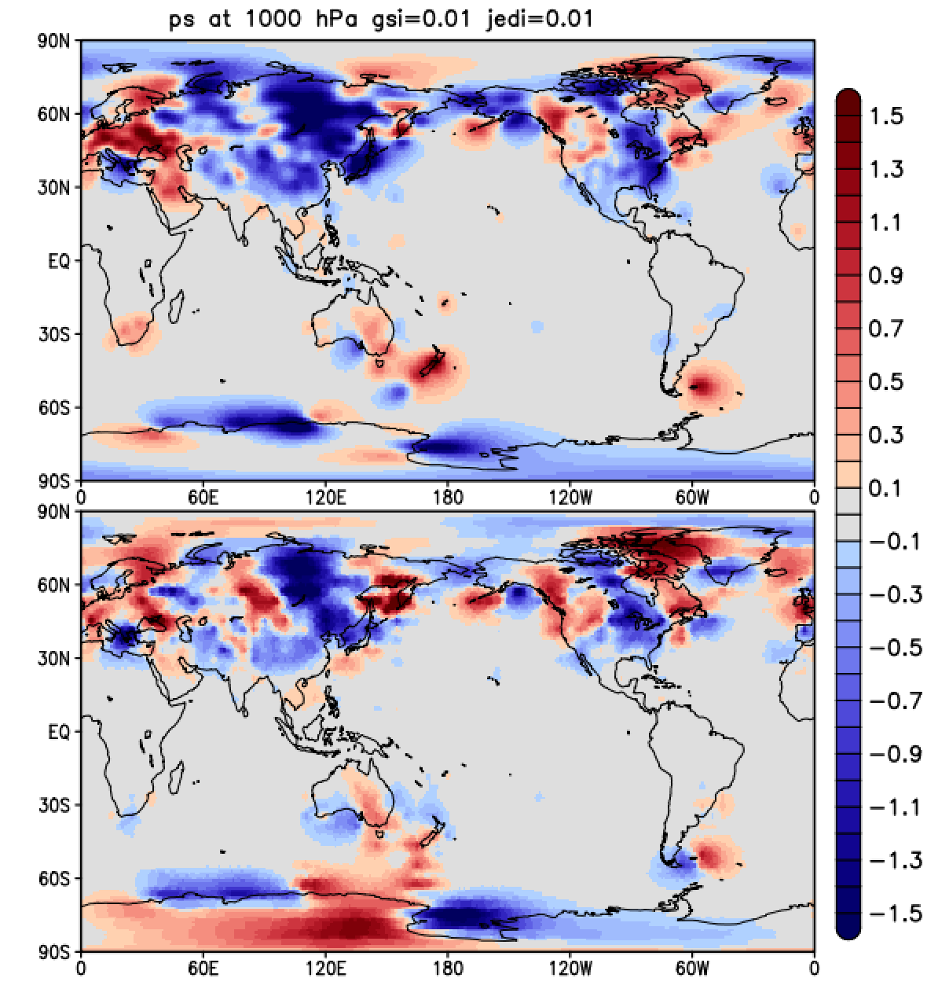 ps at 1000 hPa gsi=0.01 jedi=0.01
90N
60N
30N
EQ
30S
60S
90S
0 60E 120E 180 120W 60W 0
90N
60N
30N
EQ
30S
60S
90S
0 60E 120E 180 120W 60W 0
1.5
1.3
1.1
0.9
0.7
0.5
0.3
0.1
−0.1
−0.3
−0.5
−0.7
−0.9
−1.1
−1.3
−1.5